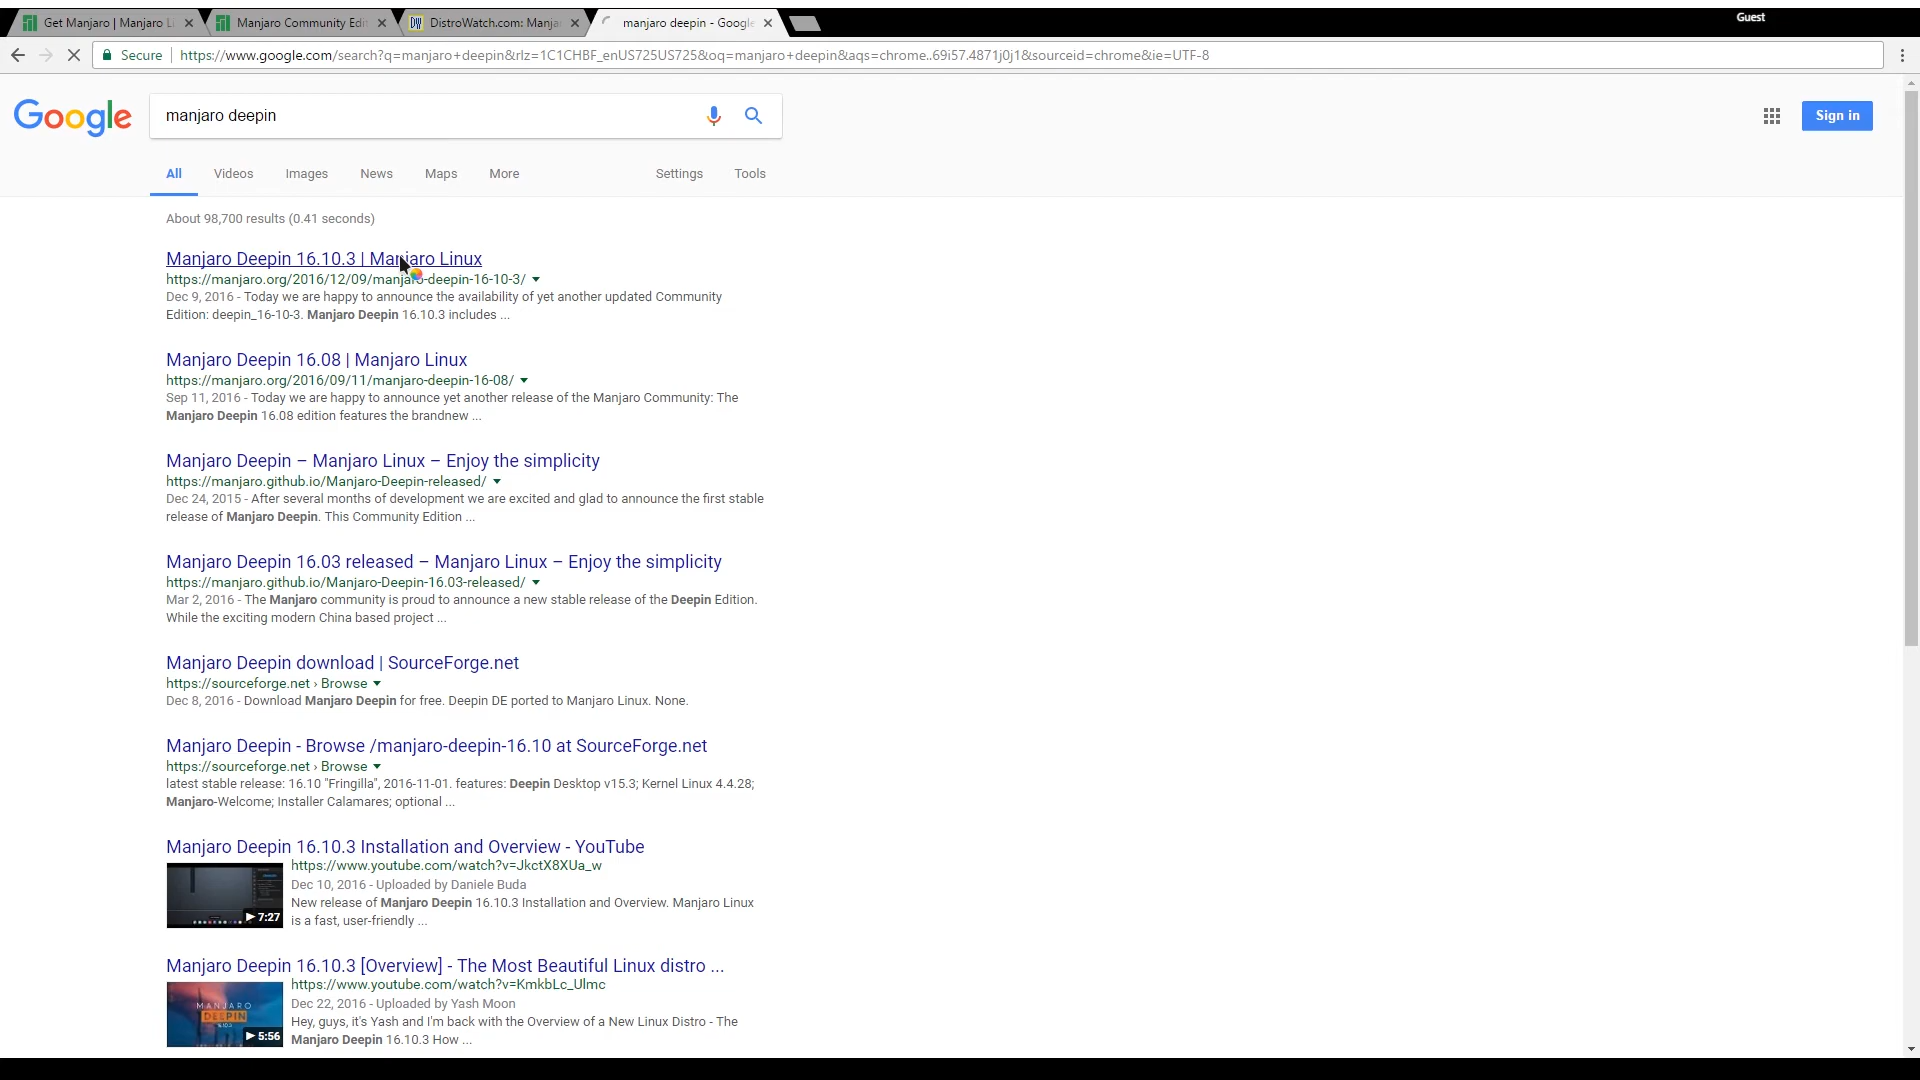 Get Manjaro | Manjaro Li
Manjaro Community Edit
DW DistroWatch.com: Manja
manjaro deepin - Google
Guest
Secure https://www.google.com/search?q=manjaro+deepin&rlz=1C1CHBF_enUS725US725&oq=manjaro+deepin&aqs=chrome..69i57.4871j0j1&sourceid=chrome&ie=UTF-8
Google
manjaro deepin
Sign in
All Videos Images News Maps More Settings Tools
About 98,700 results (0.41 seconds)
Manjaro Deepin 16.10.3 | Manjaro Linux
https://manjaro.org/2016/12/09/manjaro-deepin-16-10-3/
Dec 9, 2016 - Today we are happy to announce the availability of yet another updated Community
Edition: deepin_16-10-3. Manjaro Deepin 16.10.3 includes ...
Manjaro Deepin 16.08 | Manjaro Linux
https://manjaro.org/2016/09/11/manjaro-deepin-16-08/
Sep 11, 2016 - Today we are happy to announce yet another release of the Manjaro Community: The
Manjaro Deepin 16.08 edition features the brandnew ...
Manjaro Deepin – Manjaro Linux – Enjoy the simplicity
https://manjaro.github.io/Manjaro-Deepin-released/
Dec 24, 2015 - After several months of development we are excited and glad to announce the first stable
release of Manjaro Deepin. This Community Edition ...
Manjaro Deepin 16.03 released – Manjaro Linux – Enjoy the simplicity
https://manjaro.github.io/Manjaro-Deepin-16.03-released/
Mar 2, 2016 - The Manjaro community is proud to announce a new stable release of the Deepin Edition.
While the exciting modern China based project ...
Manjaro Deepin download | SourceForge.net
https://sourceforge.net › Browse
Dec 8, 2016 - Download Manjaro Deepin for free. Deepin DE ported to Manjaro Linux. None.
Manjaro Deepin - Browse /manjaro-deepin-16.10 at SourceForge.net
https://sourceforge.net › Browse
latest stable release: 16.10 "Fringilla", 2016-11-01. features: Deepin Desktop v15.3; Kernel Linux 4.4.28;
Manjaro-Welcome; Installer Calamares; optional ...
Manjaro Deepin 16.10.3 Installation and Overview - YouTube
https://www.youtube.com/watch?v=JkctX8XUa_w
Dec 10, 2016 - Uploaded by Daniele Buda
New release of Manjaro Deepin 16.10.3 Installation and Overview. Manjaro Linux
is a fast, user-friendly ...
7:27
Manjaro Deepin 16.10.3 [Overview] - The Most Beautiful Linux distro ...
https://www.youtube.com/watch?v=KmkbLc_Ulmc
Dec 22, 2016 - Uploaded by Yash Moon
Hey, guys, it's Yash and I'm back with the Overview of a New Linux Distro - The
Manjaro Deepin 16.10.3 How ...
MANJARO
DEEPIN
16.10.3
5:56